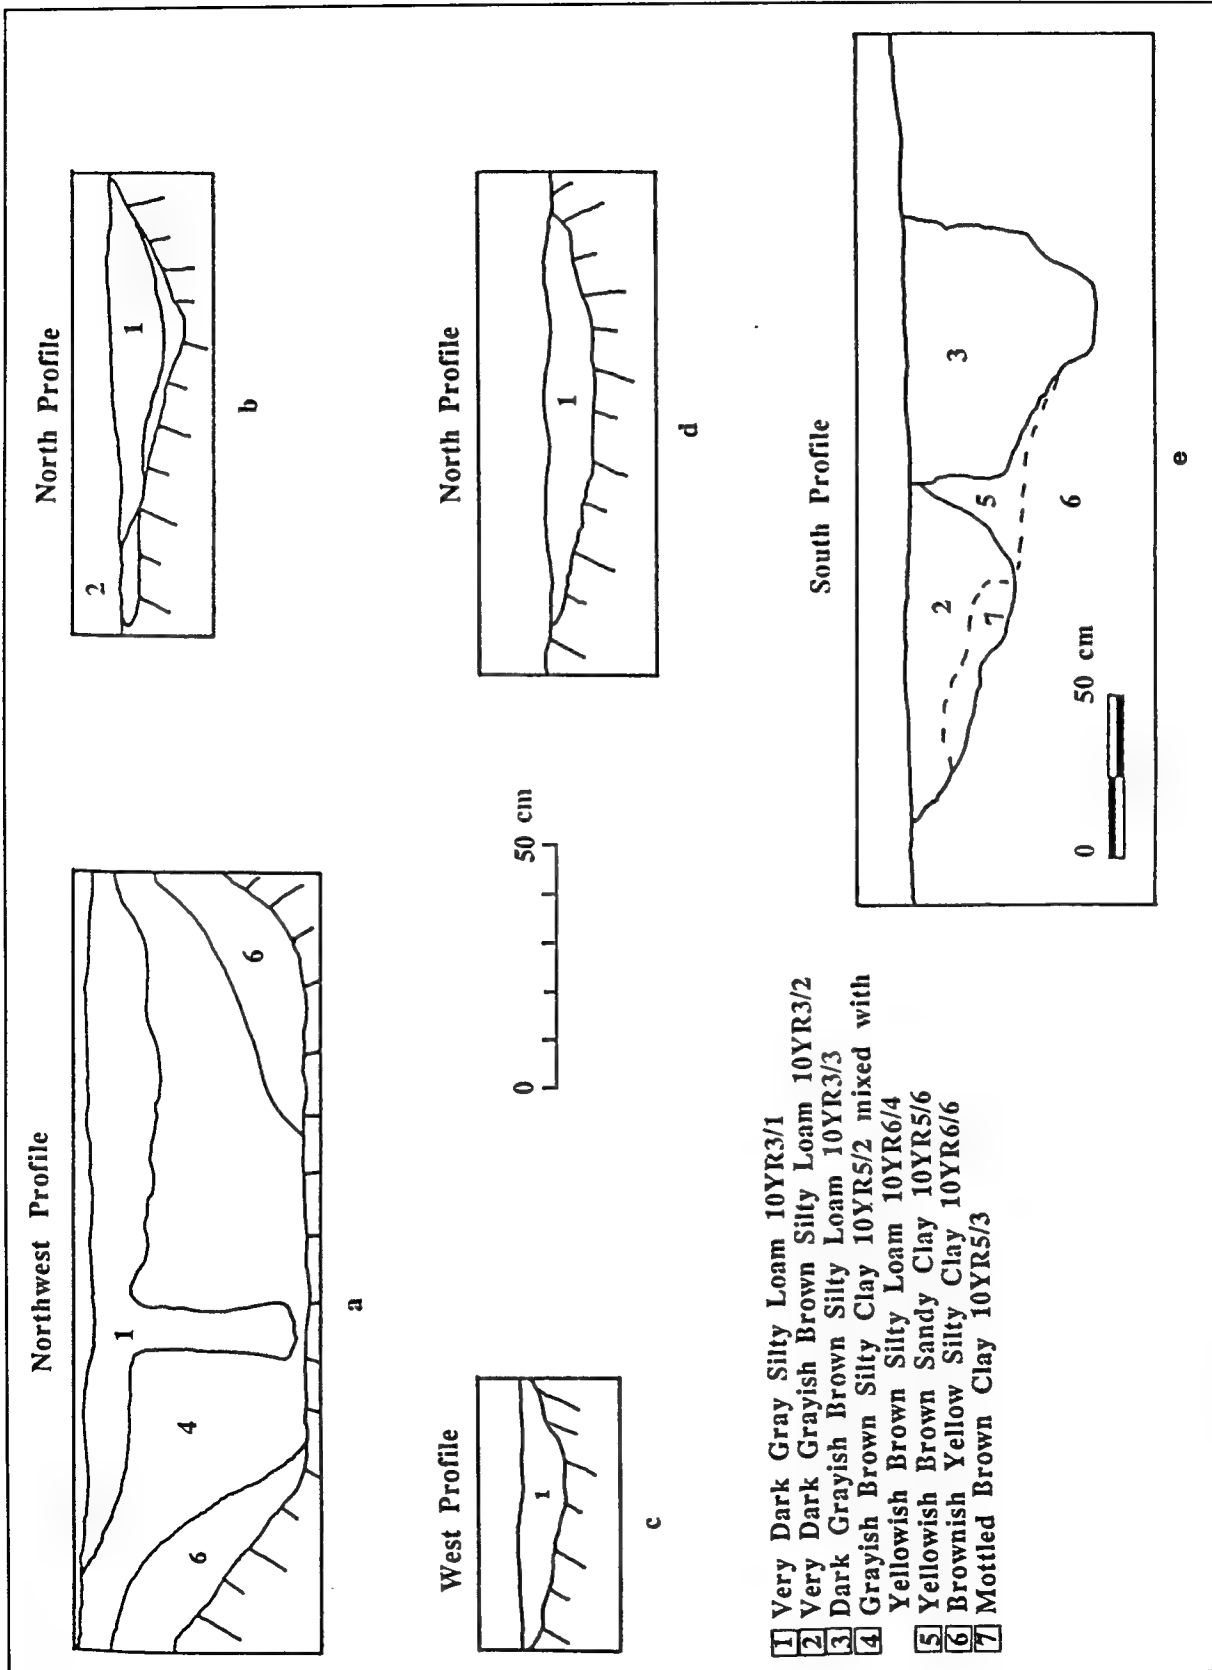 Northwest Profile
1
4
6
6
a
North Profile
2
1
b
West Profile
1
c
0 50 cm
North Profile
1
d
1 Very Dark Gray Silty Loam 10YR3/1
2 Very Dark Grayish Brown Silty Loam 10YR3/2
3 Dark Grayish Brown Silty Loam 10YR3/3
4 Grayish Brown Silty Clay 10YR5/2 mixed with
Yellowish Brown Silty Loam 10YR6/4
5 Yellowish Brown Sandy Clay 10YR5/6
6 Brownish Yellow Silty Clay 10YR6/6
7 Mottled Brown Clay 10YR5/3
South Profile
2
3
5
7
6
0 50 cm
e